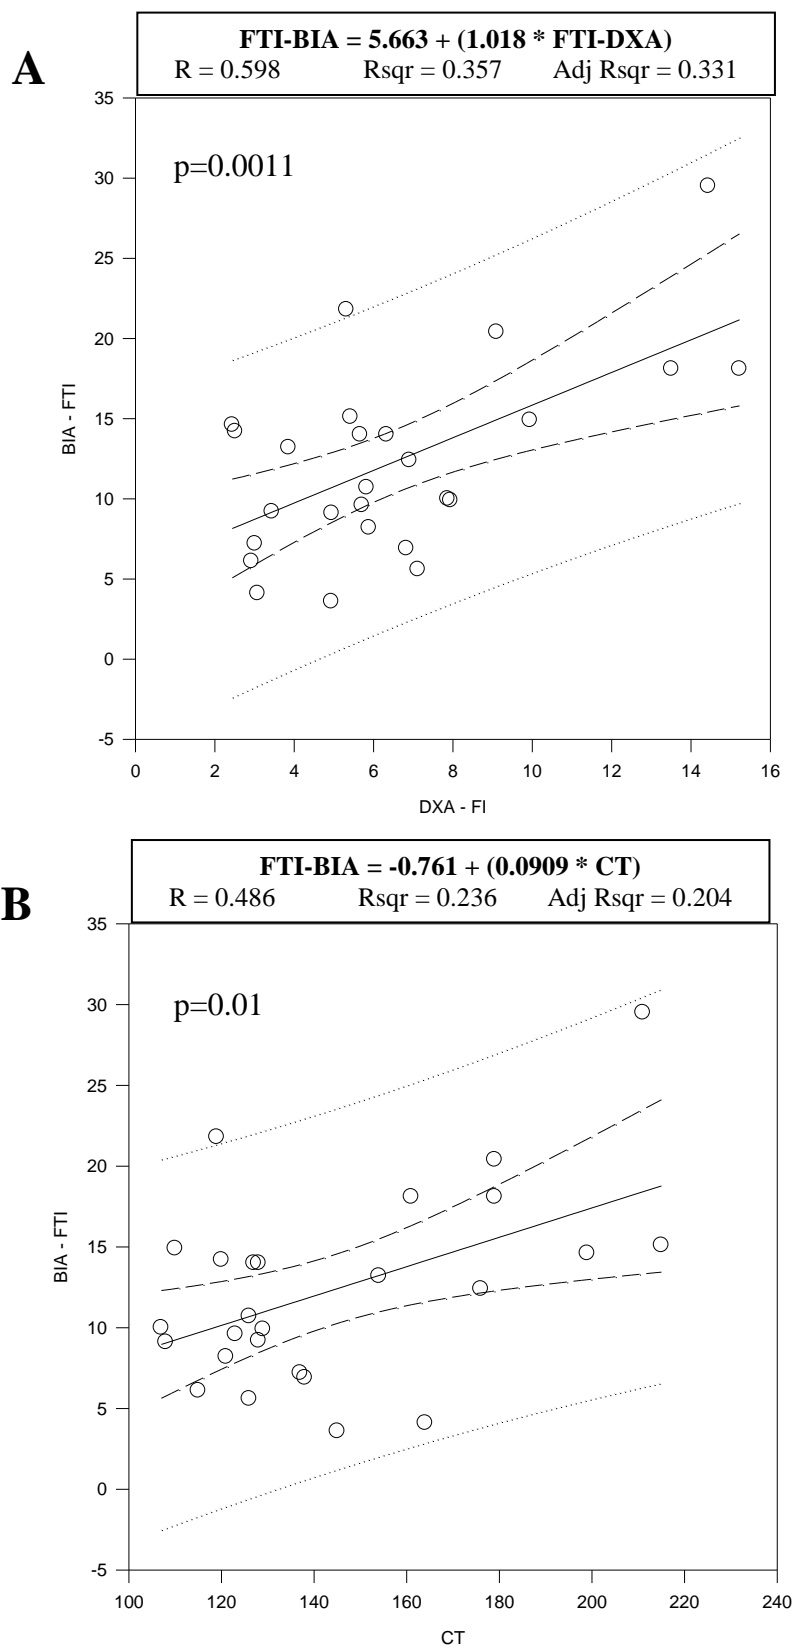 A
FTI-BIA = 5.663 + (1.018 * FTI-DXA)
R = 0.598 Rsqr = 0.357 Adj Rsqr = 0.331
p=0.0011
35
30
25
20
15
10
5
0
-5
BIA - FTI
0 2 4 6 8 10 12 14 16
DXA - FI
B
FTI-BIA = -0.761 + (0.0909 * CT)
R = 0.486 Rsqr = 0.236 Adj Rsqr = 0.204
p=0.01
35
30
25
20
15
10
5
0
-5
BIA - FTI
100 120 140 160 180 200 220 240
CT